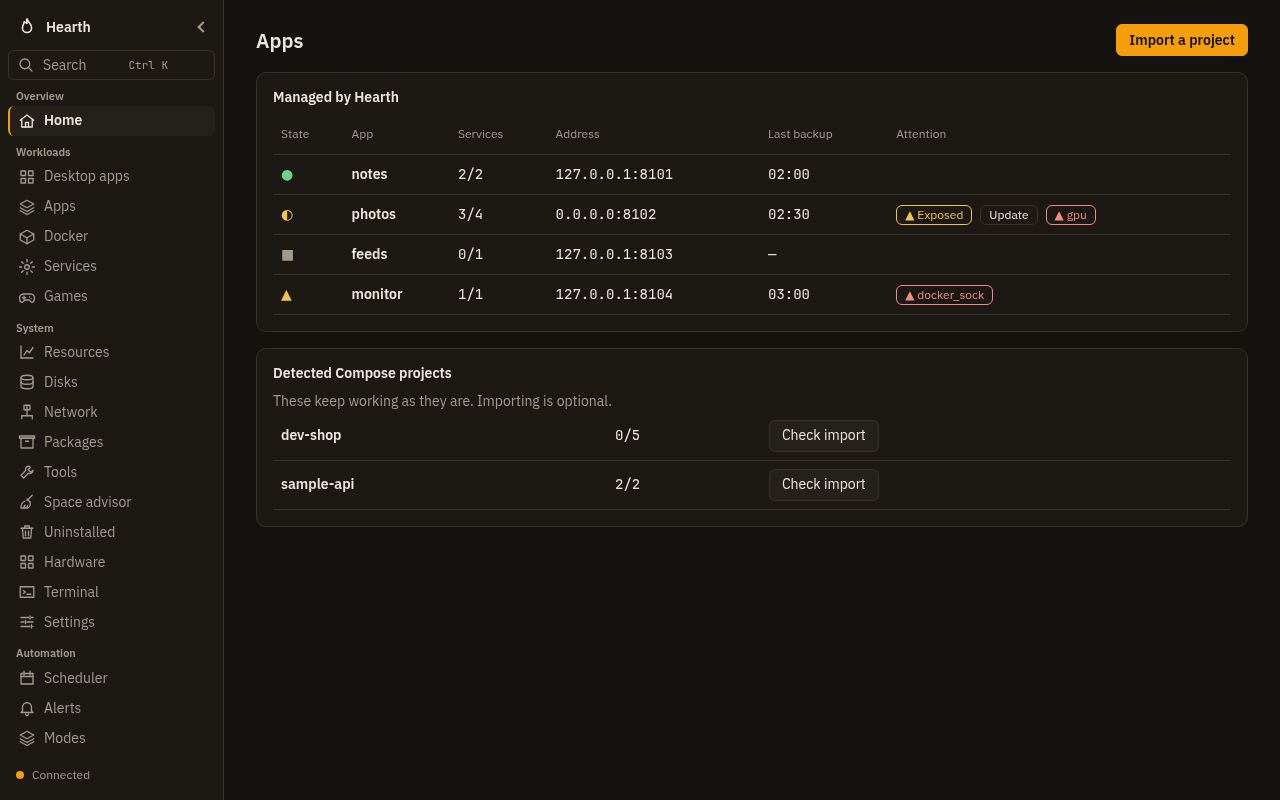 Hearth
Search Ctrl K
Overview
Home
Workloads
Desktop apps
Apps
Docker
Services
Games
System
Resources
Disks
Network
Packages
Tools
Space advisor
Uninstalled
Hardware
Terminal
Settings
Automation
Scheduler
Alerts
Modes
Connected
Apps
Import a project
Managed by Hearth
State App Services Address Last backup Attention
notes 2/2 127.0.0.1:8101 02:00
photos 3/4 0.0.0.0:8102 02:30 Exposed Update gpu
feeds 0/1 127.0.0.1:8103 —
monitor 1/1 127.0.0.1:8104 03:00 docker_sock
Detected Compose projects
These keep working as they are. Importing is optional.
dev-shop 0/5 Check import
sample-api 2/2 Check import